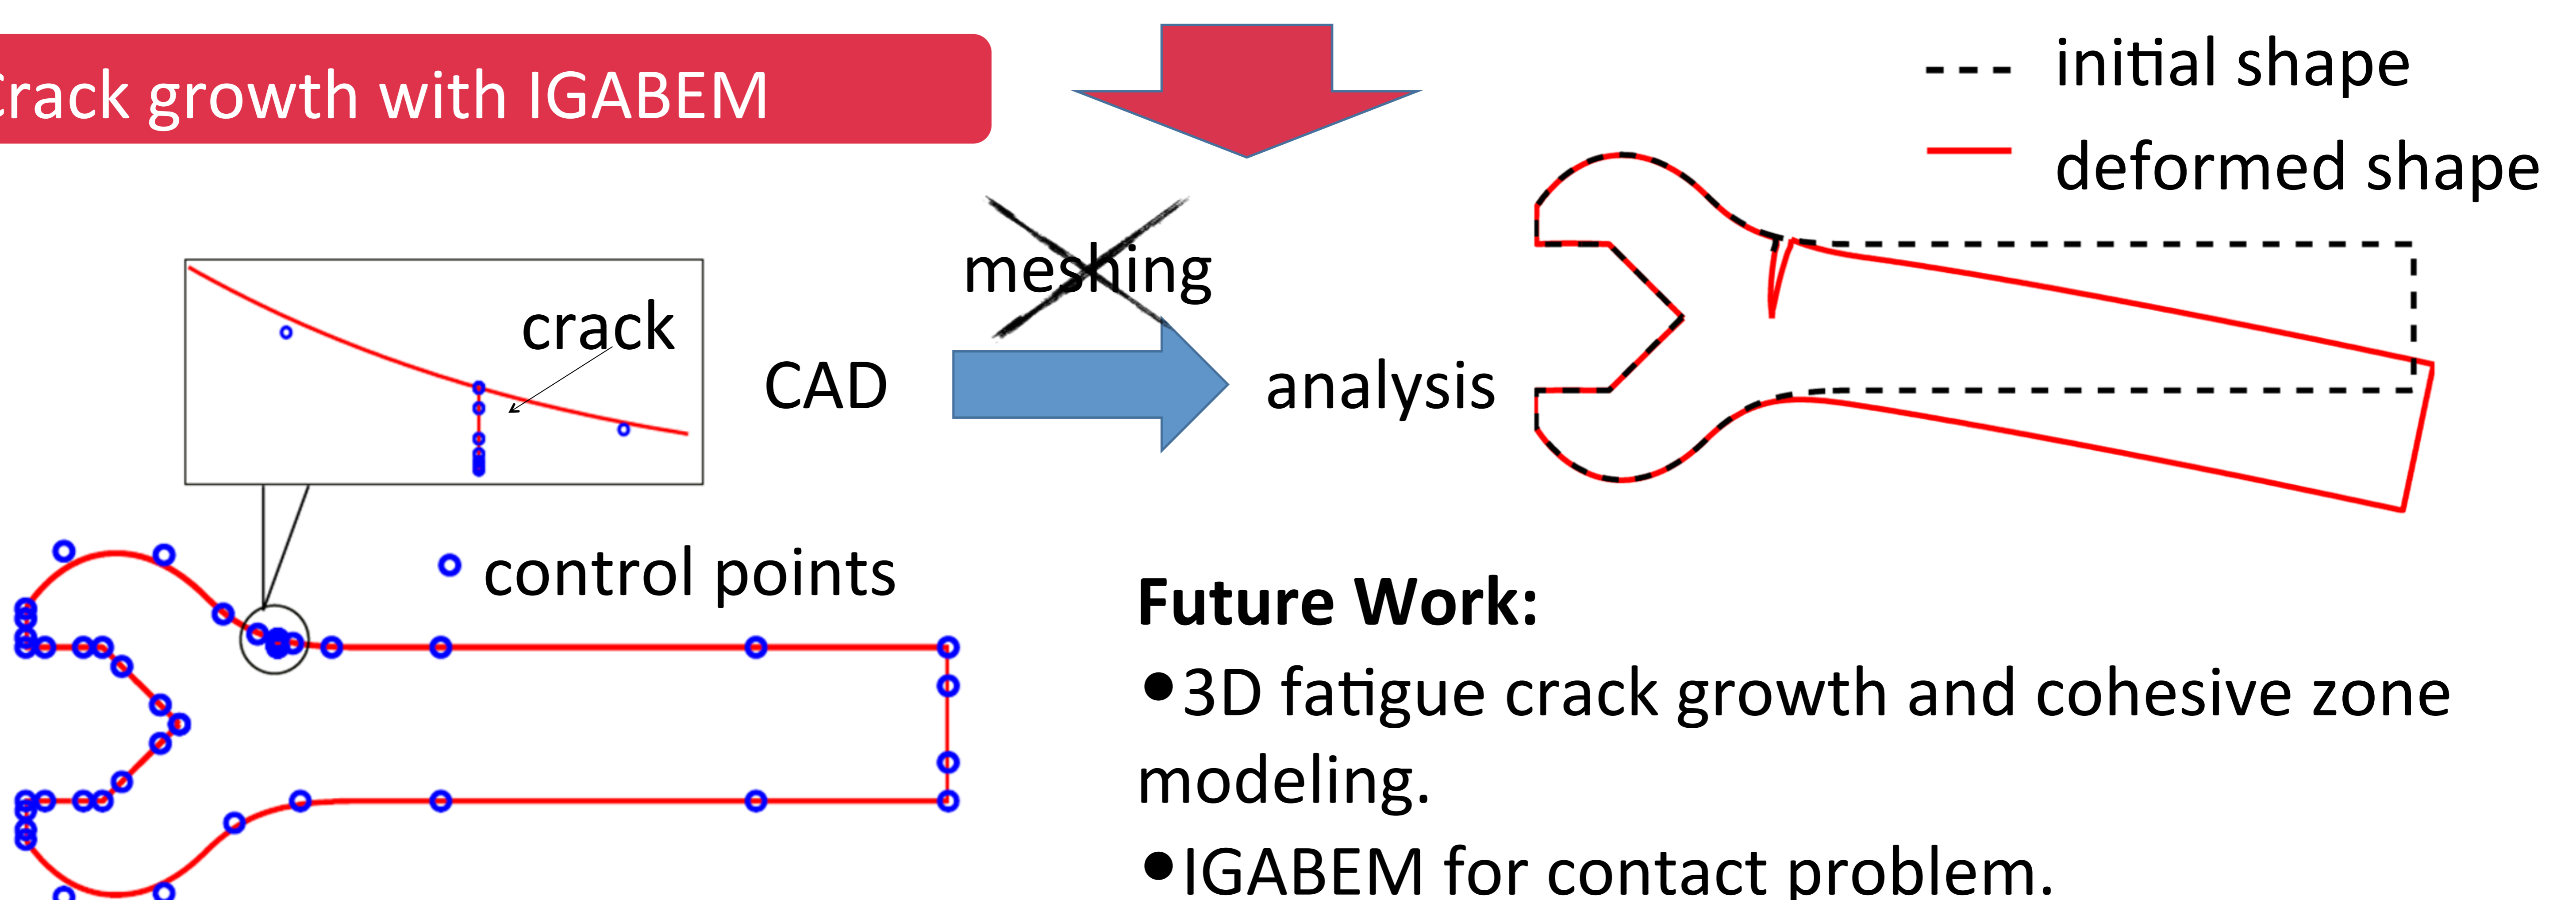 Crack growth with IGABEM
initial shape
deformed shape
meshing
crack
CAD
analysis
control points
Future Work:
●3D fatigue crack growth and cohesive zone
modeling.
●IGABEM for contact problem.